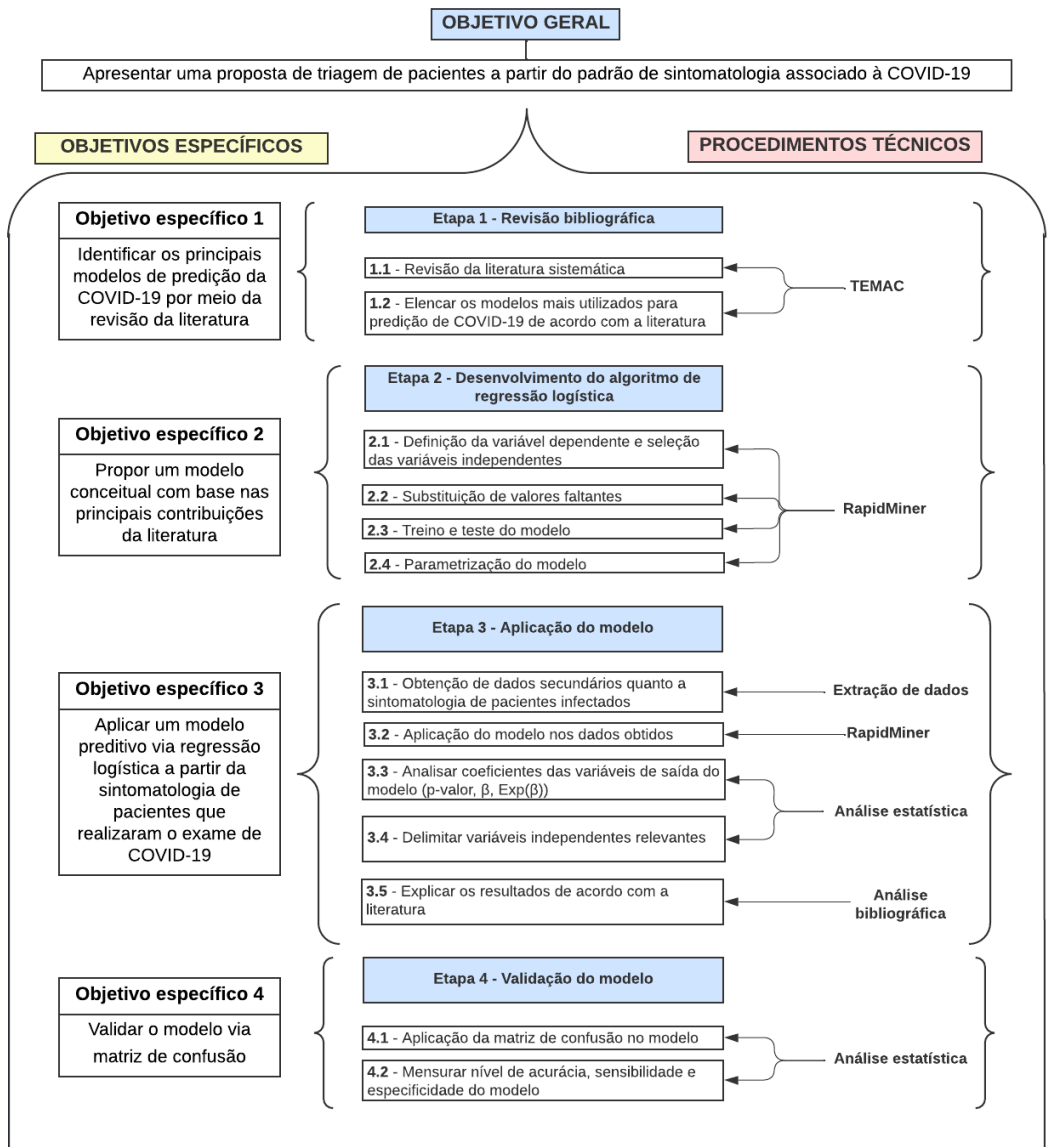 OBJETIVO GERAL
Apresentar uma proposta de triagem de pacientes a partir do padrão de sintomatologia associado à COVID-19
OBJETIVOS ESPECÍFICOS
PROCEDIMENTOS TÉCNICOS
Objetivo específico 1
Identificar os principais
modelos de predição da
COVID-19 por meio da
revisão da literatura
Etapa 1 - Revisão bibliográfica
1.1 - Revisão da literatura sistemática
1.2 - Elencar os modelos mais utilizados para
predição de COVID-19 de acordo com a literatura
TEMAC
Objetivo específico 2
Propor um modelo
conceitual com base nas
principais contribuições
da literatura
Etapa 2 - Desenvolvimento do algoritmo de
regressão logística
2.1 - Definição da variável dependente e seleção
das variáveis independentes
2.2 - Substituição de valores faltantes
2.3 - Treino e teste do modelo
2.4 - Parametrização do modelo
RapidMiner
Objetivo específico 3
Aplicar um modelo
preditivo via regressão
logística a partir da
sintomatologia de
pacientes que
realizaram o exame de
COVID-19
Etapa 3 - Aplicação do modelo
3.1 - Obtenção de dados secundários quanto a
sintomatologia de pacientes infectados
Extração de dados
3.2 - Aplicação do modelo nos dados obtidos
RapidMiner
3.3 - Analisar coeficientes das variáveis de saída do
modelo (p-valor, β, Exp(β))
3.4 - Delimitar variáveis independentes relevantes
Análise estatística
3.5 - Explicar os resultados de acordo com a
literatura
Análise
bibliográfica
Objetivo específico 4
Validar o modelo via
matriz de confusão
Etapa 4 - Validação do modelo
4.1 - Aplicação da matriz de confusão no modelo
4.2 - Mensurar nível de acurácia, sensibilidade e
especificidade do modelo
Análise estatística